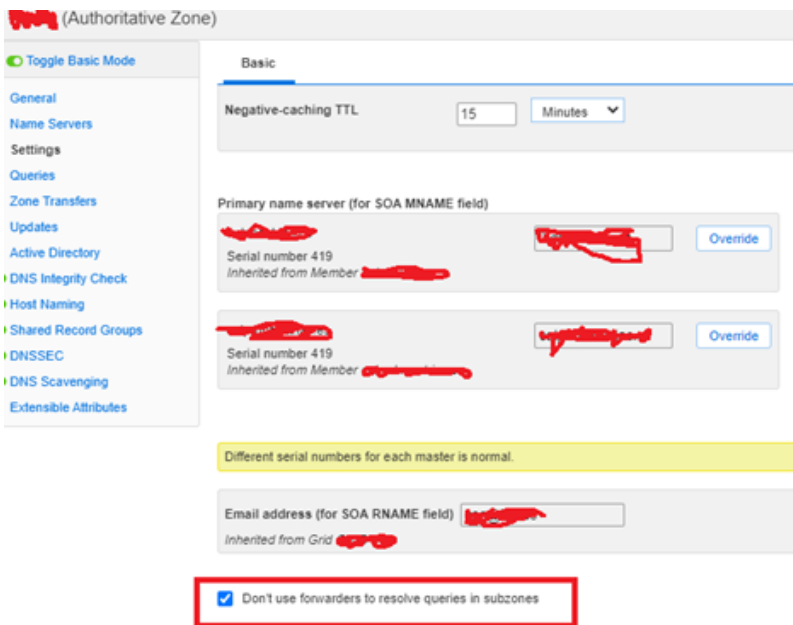 (Authoritative Zone)
Toggle Basic Mode
General
Name Servers
Settings
Queries
Zone Transfers
Updates
Active Directory
DNS Integrity Check
Host Naming
Shared Record Groups
DNSSEC
DNS Scavenging
Extensible Attributes
Basic
Negative-caching TTL 15 Minutes
Primary name server (for SOA MNAME field)
Override
Serial number 419
Inherited from Member
Override
Serial number 419
Inherited from Member
Different serial numbers for each master is normal.
Email address (for SOA RNAME field)
Inherited from Grid
Don't use forwarders to resolve queries in subzones